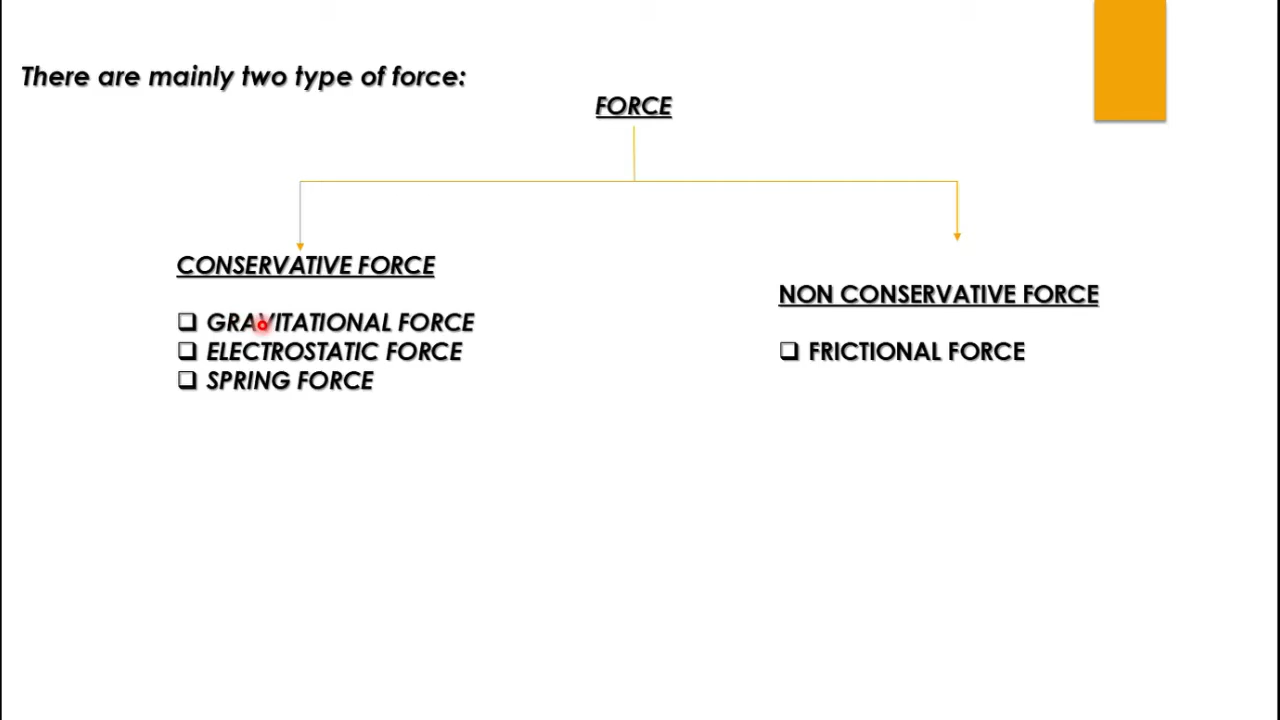 There are mainly two type of force:
FORCE
CONSERVATIVE FORCE
GRAVITATIONAL FORCE
ELECTROSTATIC FORCE
SPRING FORCE
NON CONSERVATIVE FORCE
FRICTIONAL FORCE